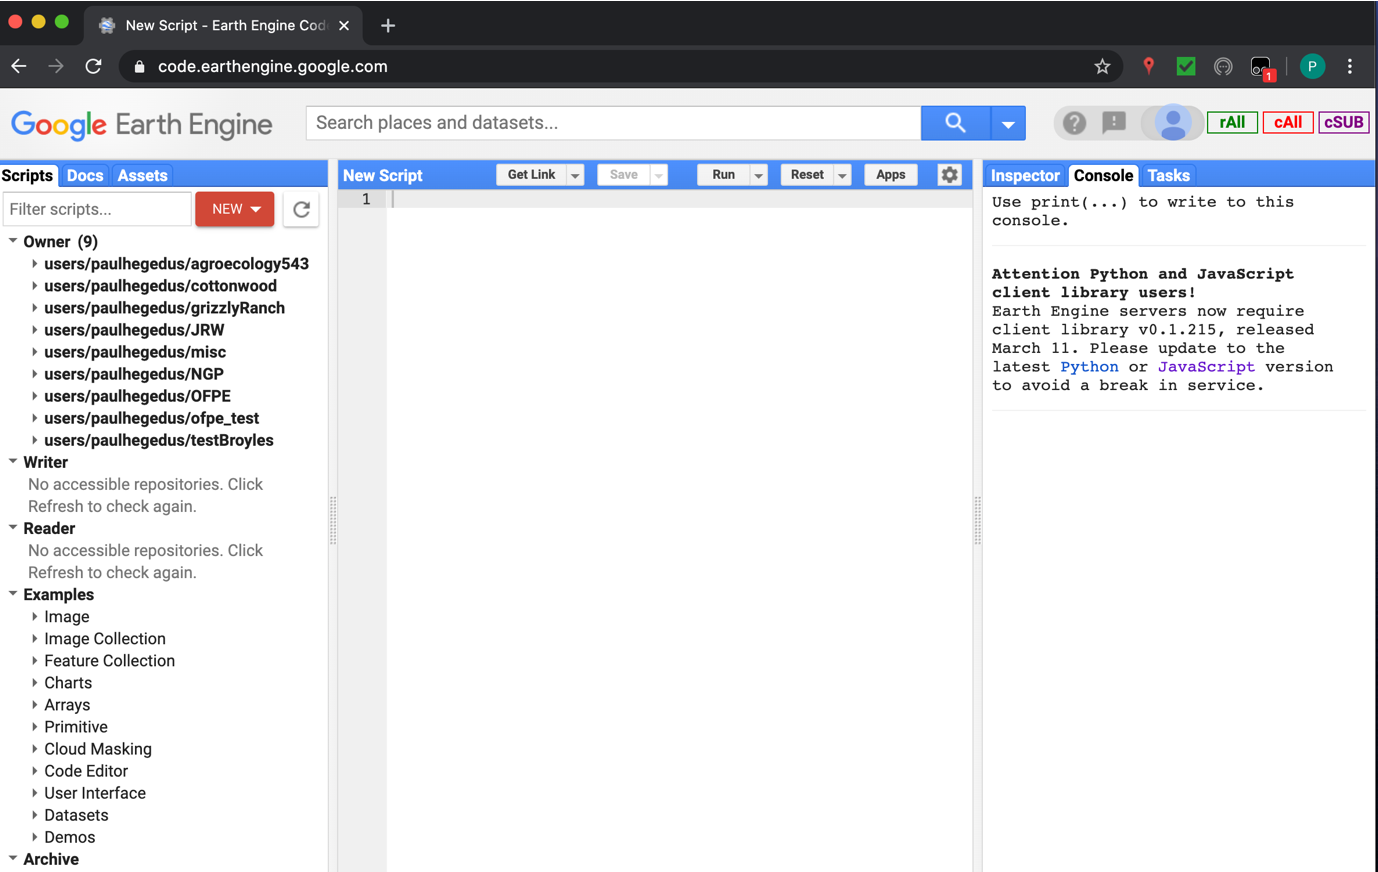 New Script - Earth Engine Cod
code.earthengine.google.com
1
P
Google Earth Engine
Search places and datasets...
rAll
cAll
cSUB
Scripts
Docs
Assets
New Script
Get Link
Save
Run
Reset
Apps
Inspector
Console
Tasks
Filter scripts...
NEW
1
Use print(...) to write to this
console.
Attention Python and JavaScript
client library users!
Earth Engine servers now require
client library v0.1.215, released
March 11. Please update to the
latest Python or JavaScript version
to avoid a break in service.
Owner (9)
users/paulhegedus/agroecology543
users/paulhegedus/cottonwood
users/paulhegedus/grizzlyRanch
users/paulhegedus/JRW
users/paulhegedus/misc
users/paulhegedus/NGP
users/paulhegedus/OFPE
users/paulhegedus/ofpe_test
users/paulhegedus/testBroyles
Writer
No accessible repositories. Click
Refresh to check again.
Reader
No accessible repositories. Click
Refresh to check again.
Examples
Image
Image Collection
Feature Collection
Charts
Arrays
Primitive
Cloud Masking
Code Editor
User Interface
Datasets
Demos
Archive